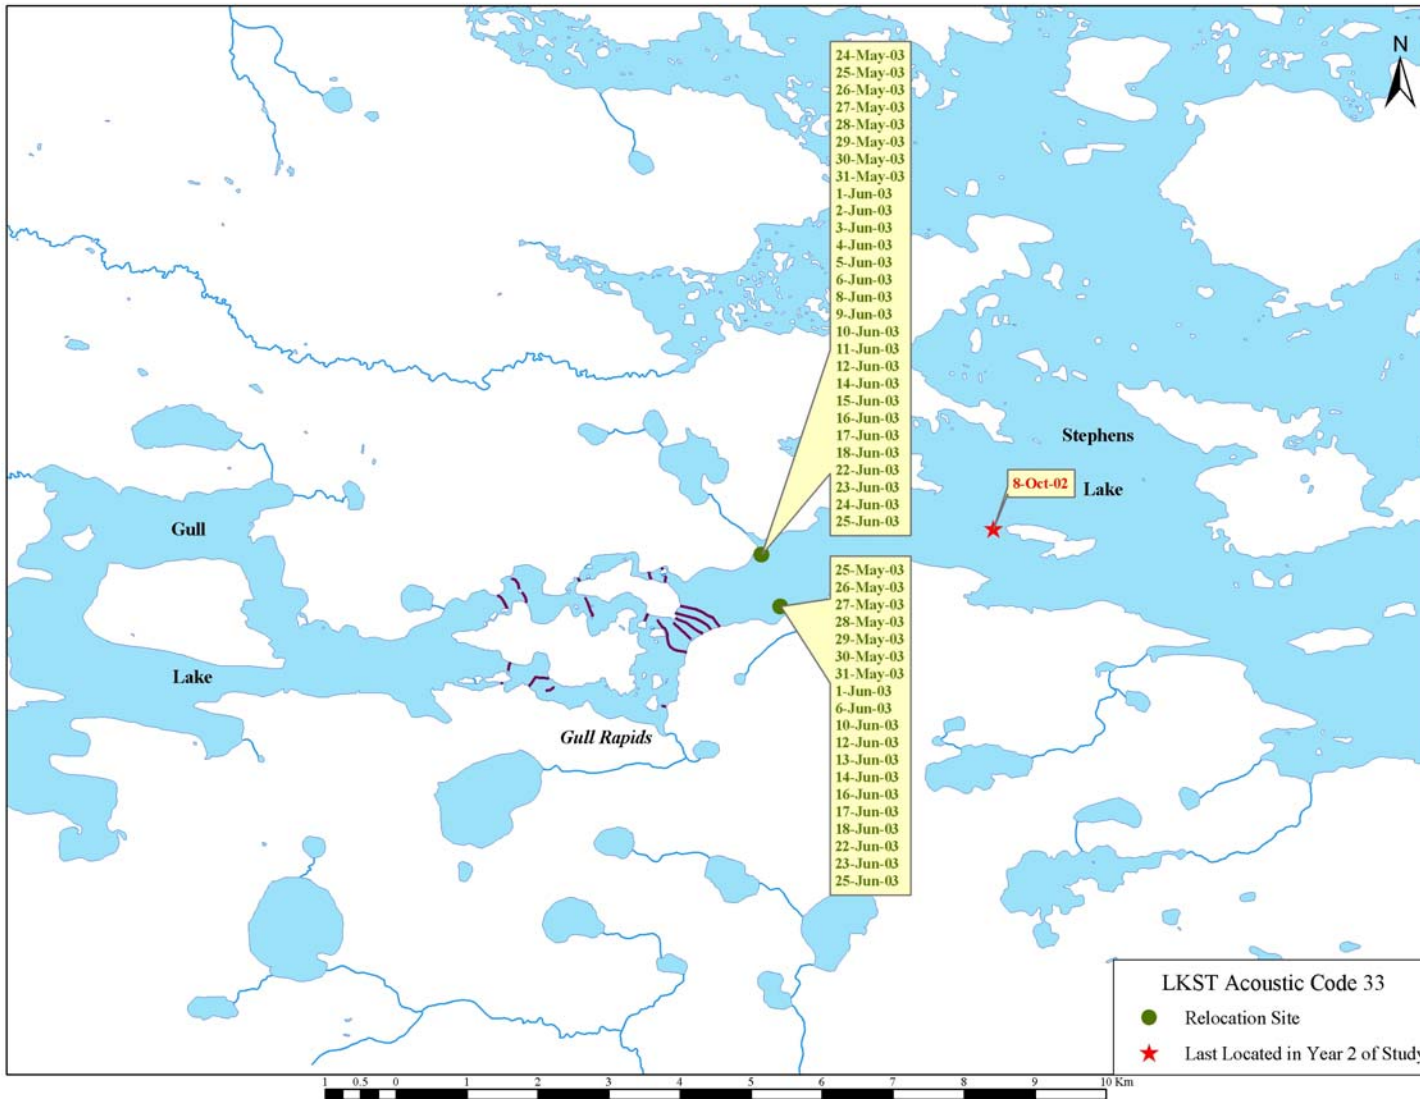 N
24-May-03
25-May-03
26-May-03
27-May-03
28-May-03
29-May-03
30-May-03
31-May-03
1-Jun-03
2-Jun-03
3-Jun-03
4-Jun-03
5-Jun-03
6-Jun-03
8-Jun-03
9-Jun-03
10-Jun-03
11-Jun-03
12-Jun-03
14-Jun-03
15-Jun-03
16-Jun-03
17-Jun-03
18-Jun-03
22-Jun-03
23-Jun-03
24-Jun-03
25-Jun-03
Stephens
Lake
8-Oct-02
Gull
Lake
Gull Rapids
25-May-03
26-May-03
27-May-03
28-May-03
29-May-03
30-May-03
31-May-03
1-Jun-03
6-Jun-03
10-Jun-03
12-Jun-03
13-Jun-03
14-Jun-03
16-Jun-03
17-Jun-03
18-Jun-03
22-Jun-03
23-Jun-03
25-Jun-03
LKST Acoustic Code 33
Relocation Site
Last Located in Year 2 of Study
1 0.5 0 1 2 3 4 5 6 7 8 9 10 Km